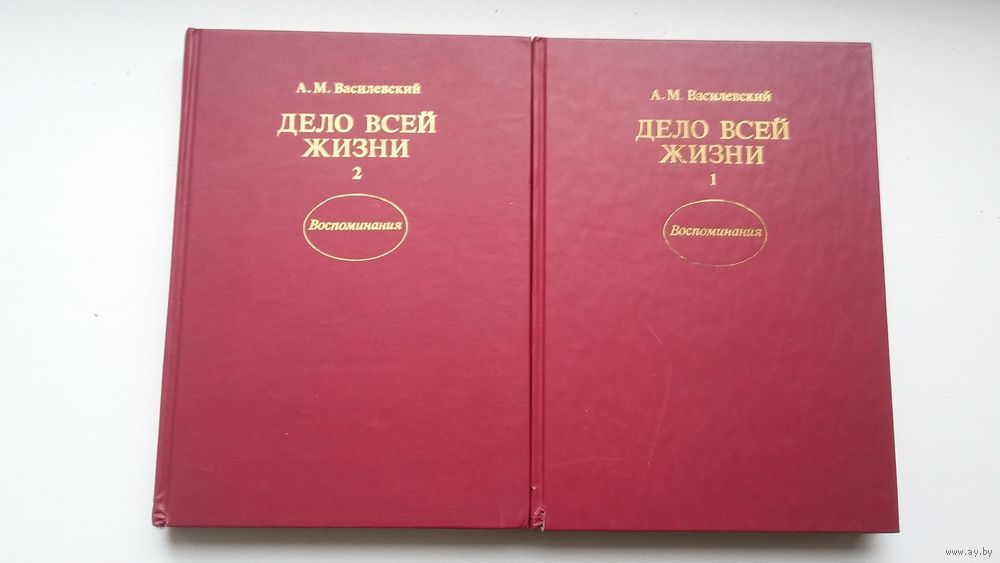 А. М. Василевский
ДЕЛО ВСЕЙ
ЖИЗНИ
2
Воспоминания
А. М. Василевский
ДЕЛО ВСЕЙ
ЖИЗНИ
1
Воспоминания
www.ay.by